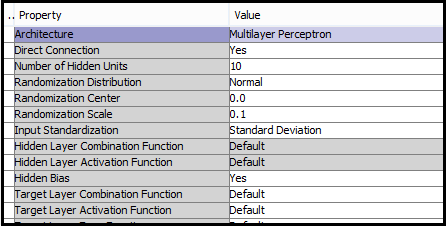 .. Property Value
Architecture Multilayer Perceptron
Direct Connection Yes
Number of Hidden Units 10
Randomization Distribution Normal
Randomization Center 0.0
Randomization Scale 0.1
Input Standardization Standard Deviation
Hidden Layer Combination Function Default
Hidden Layer Activation Function Default
Hidden Bias Yes
Target Layer Combination Function Default
Target Layer Activation Function Default